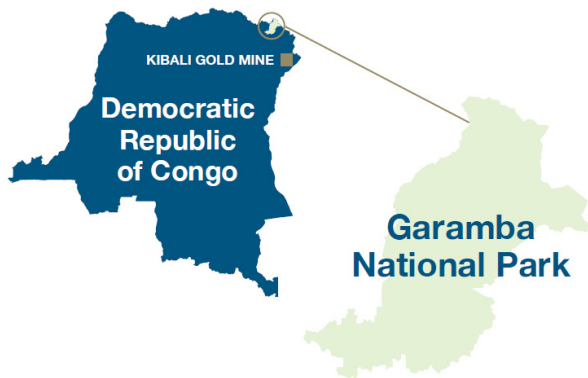 KIBALI GOLD MINE
Democratic
Republic
of Congo
Garamba
National Park